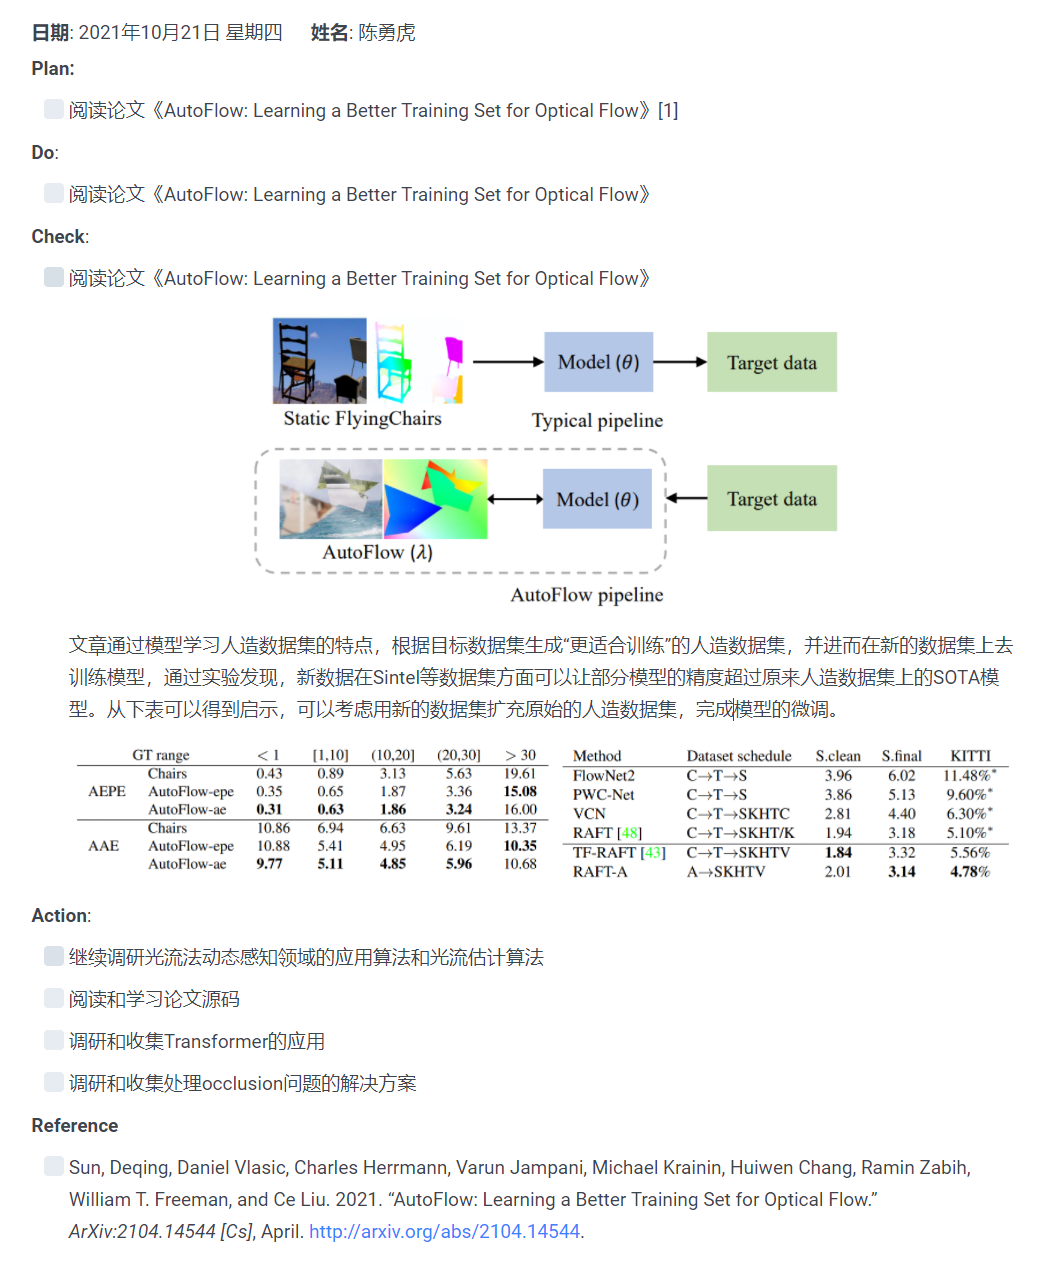 日期: 2021年10月21日 星期四 姓名: 陈勇虎
Plan:
阅读论文《AutoFlow: Learning a Better Training Set for Optical Flow》[1]
Do:
阅读论文《AutoFlow: Learning a Better Training Set for Optical Flow》
Check:
阅读论文《AutoFlow: Learning a Better Training Set for Optical Flow》
Model (θ) Target data
Static FlyingChairs Typical pipeline
Model (θ) Target data
AutoFlow (λ)
AutoFlow pipeline
文章通过模型学习人造数据集的特点，根据目标数据集生成“更适合训练”的人造数据集，并进而在新的数据集上去
训练模型，通过实验发现，新数据在Sintel等数据集方面可以让部分模型的精度超过原来人造数据集上的SOTA模
型。从下表可以得到启示，可以考虑用新的数据集扩充原始的人造数据集，完成模型的微调。
GT range < 1 [1,10] (10,20] (20,30] > 30
Chairs 0.43 0.89 3.13 5.63 19.61
AEPE AutoFlow-epe 0.35 0.65 1.87 3.36 15.08
AutoFlow-ae 0.31 0.63 1.86 3.24 16.00
Chairs 10.86 6.94 6.63 9.61 13.37
AAE AutoFlow-epe 10.88 5.41 4.95 6.19 10.35
AutoFlow-ae 9.77 5.11 4.85 5.96 10.68
Method Dataset schedule S.clean S.final KITTI
FlowNet2 C→T→S 3.96 6.02 11.48%*
PWC-Net C→T→S 3.86 5.13 9.60%*
VCN C→T→SKHTC 2.81 4.40 6.30%*
RAFT [48] C→T→SKHT/K 1.94 3.18 5.10%*
TF-RAFT [43] C→T→SKHTV 1.84 3.32 5.56%
RAFT-A A→SKHTV 2.01 3.14 4.78%
Action:
继续调研光流法动态感知领域的应用算法和光流估计算法
阅读和学习论文源码
调研和收集Transformer的应用
调研和收集处理occlusion问题的解决方案
Reference
Sun, Deqing, Daniel Vlasic, Charles Herrmann, Varun Jampani, Michael Krainin, Huiwen Chang, Ramin Zabih,
William T. Freeman, and Ce Liu. 2021. “AutoFlow: Learning a Better Training Set for Optical Flow.”
ArXiv:2104.14544 [Cs], April. http://arxiv.org/abs/2104.14544.